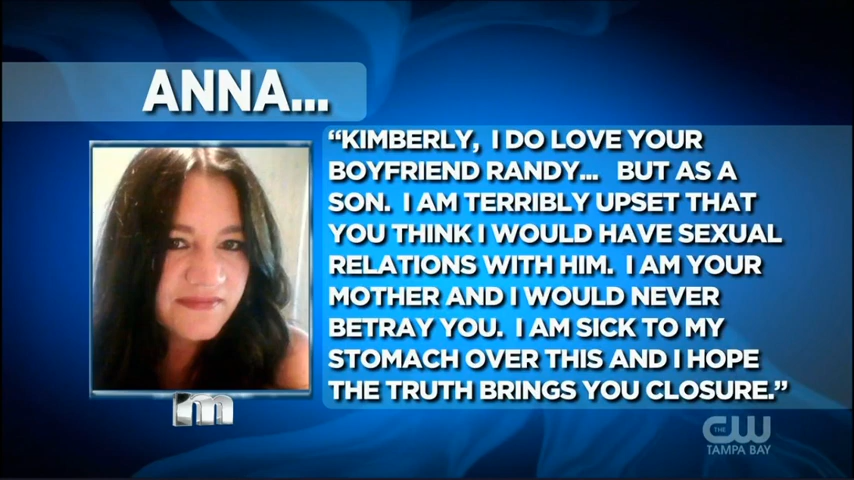 ANNA...
“KIMBERLY, I DO LOVE YOUR
BOYFRIEND RANDY... BUT AS A
SON. I AM TERRIBLY UPSET THAT
YOU THINK I WOULD HAVE SEXUAL
RELATIONS WITH HIM. I AM YOUR
MOTHER AND I WOULD NEVER
BETRAY YOU. I AM SICK TO MY
STOMACH OVER THIS AND I HOPE
THE TRUTH BRINGS YOU CLOSURE.”
m
THE CW
TAMPA BAY